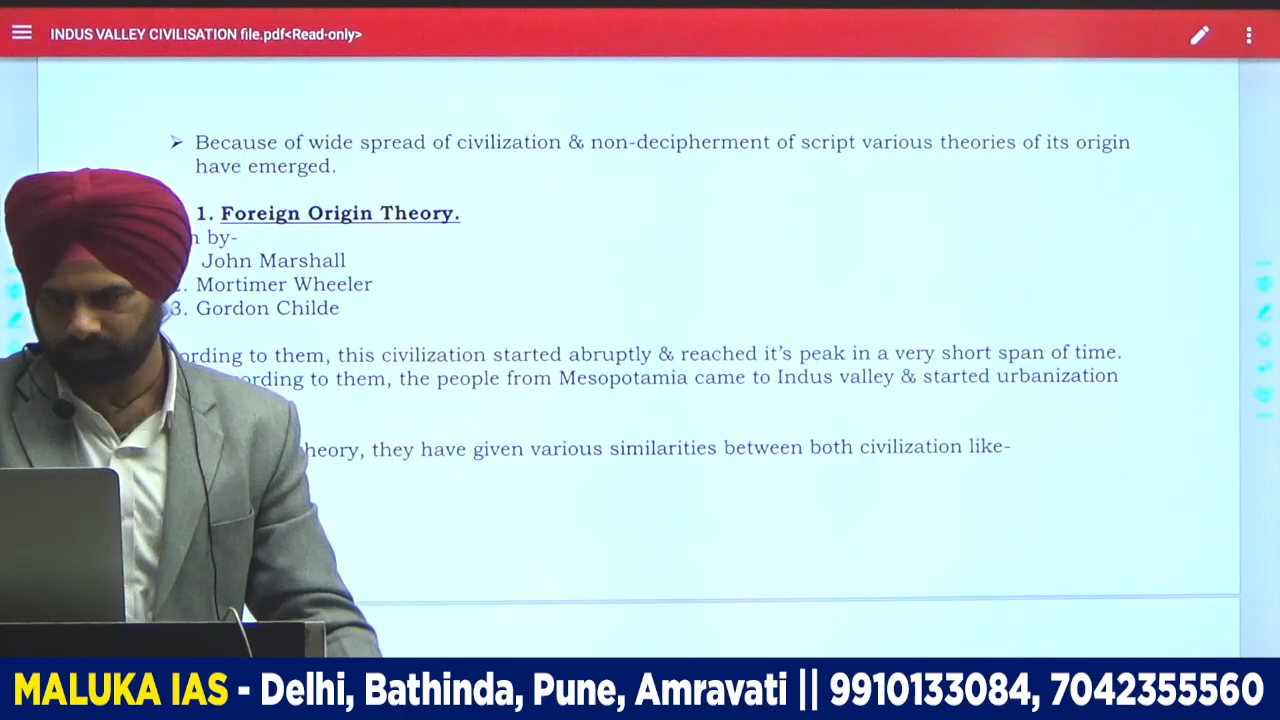 INDUS VALLEY CIVILISATION file.pdf<Read-only>
➢ Because of wide spread of civilization & non-decipherment of script various theories of its origin
have emerged.
1. Foreign Origin Theory.
by-
John Marshall
Mortimer Wheeler
3. Gordon Childe
to them, this civilization started abruptly & reached it's peak in a very short span of time.
to them, the people from Mesopotamia came to Indus valley & started urbanization
they have given various similarities between both civilization like-
MALUKA IAS - Delhi, Bathinda, Pune, Amravati || 9910133084, 7042355560